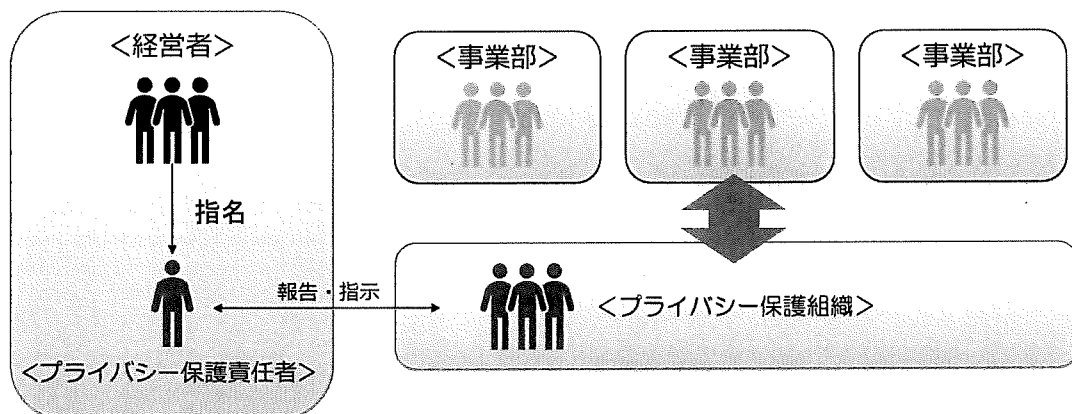 <経営者>
指名
<プライバシー保護責任者>
<事業部>
<事業部>
<事業部>
報告・指示
<プライバシー保護組織>